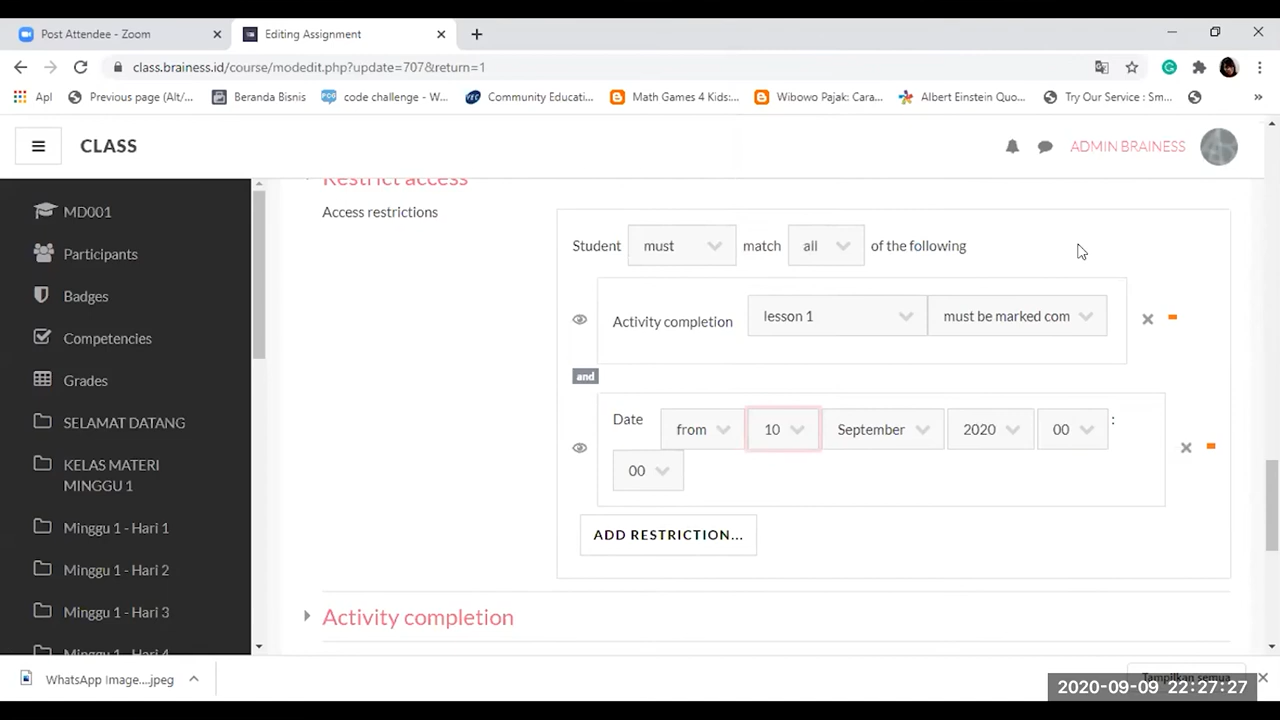 Post Attendee - Zoom
Editing Assignment
class.brainess.id/course/modedit.php?update=707&return=1
Apl
Previous page (Alt/...
Beranda Bisnis
code challenge - W...
Community Educati...
Math Games 4 Kids:...
Wibowo Pajak: Cara...
Albert Einstein Quo...
Try Our Service : Sm...
»
CLASS
ADMIN BRAINESS
MD001
Participants
Badges
Competencies
Grades
SELAMAT DATANG
KELAS MATERI
MINGGU 1
Minggu 1 - Hari 1
Minggu 1 - Hari 2
Minggu 1 - Hari 3
Minggu 1 - Hari 4
Restrict access
Access restrictions
Student must match all of the following
Activity completion lesson 1 must be marked com
and
Date from 10 September 2020 00 :
00
ADD RESTRICTION...
Activity completion
WhatsApp Image....jpeg
Tampilkan semua
2020-09-09 22:27:27